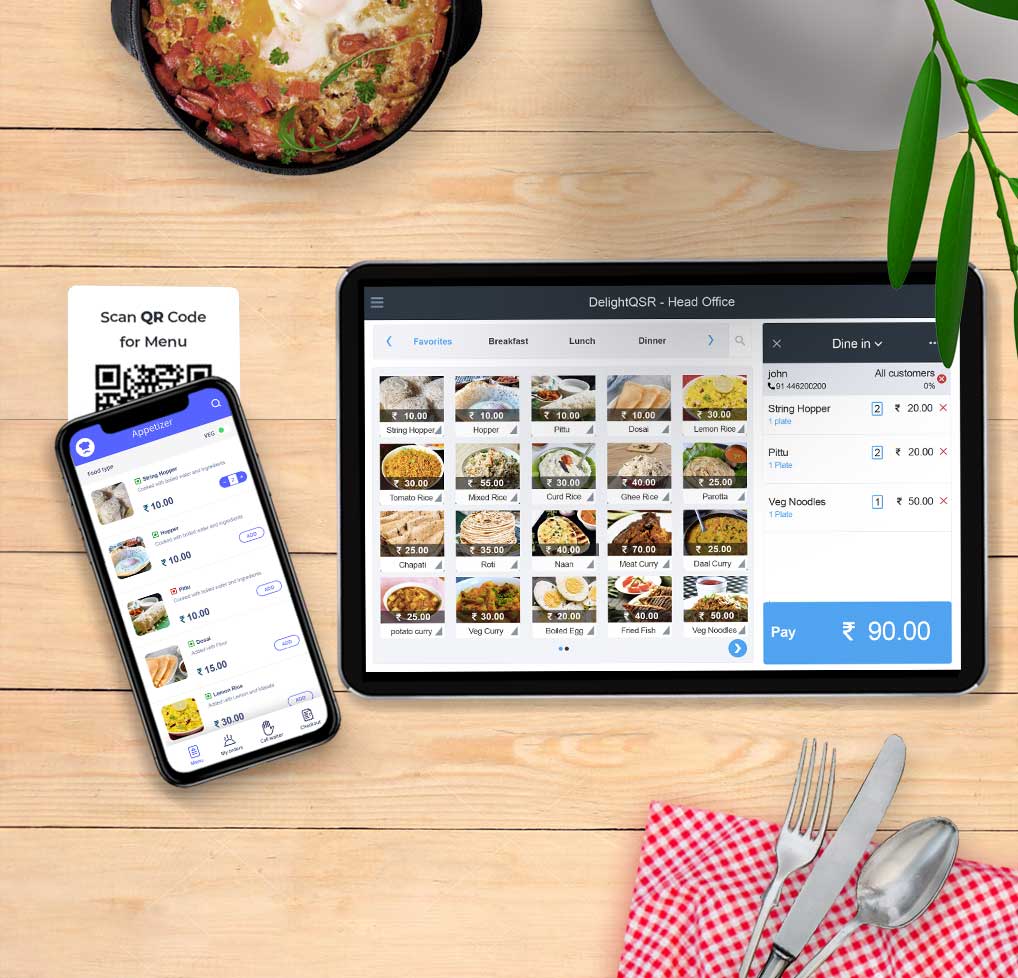 Scan QR Code
for Menu
Appetizer
Food type
VEG
String Hopper
Cooked with boiled water and ingredients
- 2 +
₹ 10.00
Hopper
Cooked with boiled water and ingredients
₹ 10.00
ADD
Pittu
Cooked with boiled water and ingredients
₹ 10.00
ADD
Dosai
Added with Flour
₹ 15.00
ADD
Lemon Rice
Added with Lemon and Masala
₹ 30.00
ADD
Menu
My orders
Call waiter
Checkout
DelightQSR - Head Office
Favorites Breakfast Lunch Dinner
₹ 10.00 ₹ 10.00 ₹ 10.00 ₹ 10.00 ₹ 30.00
String Hopper Hopper Pittu Dosai Lemon Rice
₹ 30.00 ₹ 55.00 ₹ 30.00 ₹ 40.00 ₹ 25.00
Tomato Rice Mixed Rice Curd Rice Ghee Rice Parotta
₹ 25.00 ₹ 35.00 ₹ 40.00 ₹ 70.00 ₹ 25.00
Chapati Roti Naan Meat Curry Daal Curry
₹ 25.00 ₹ 30.00 ₹ 20.00 ₹ 40.00 ₹ 50.00
potato curry Veg Curry Boiled Egg Fried Fish Veg Noodles
Dine in
john All customers
91 446200200 0%
String Hopper 2 ₹ 20.00
1 plate
Pittu 2 ₹ 20.00
1 Plate
Veg Noodles 1 ₹ 50.00
1 Plate
Pay ₹ 90.00